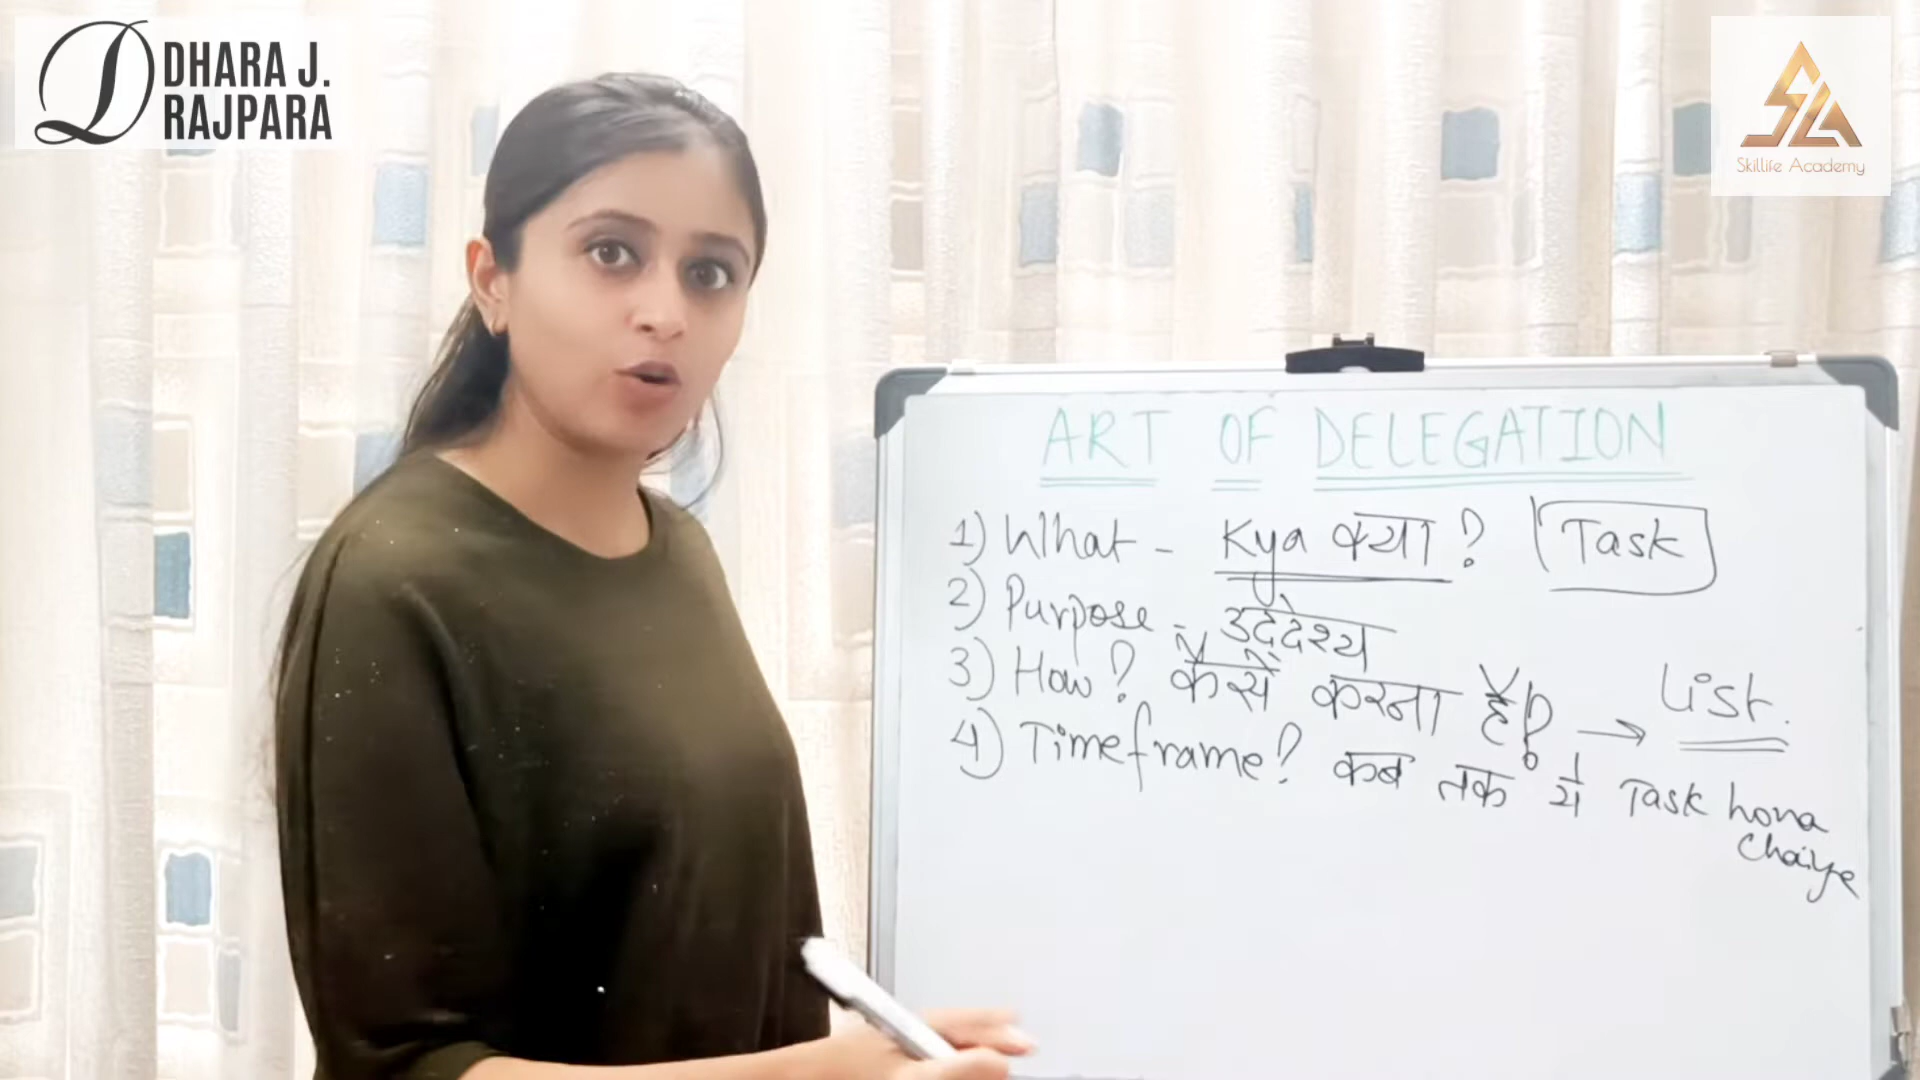 DHARA J.
RAJPARA
Skillife Academy
ART OF DELEGATION
1) What - Kya क्या? Task
2) Purpose - उद्देश्य
3) How? कैसे करना है? → List.
4) Timeframe? कब तक ये Task hona
Chaiye